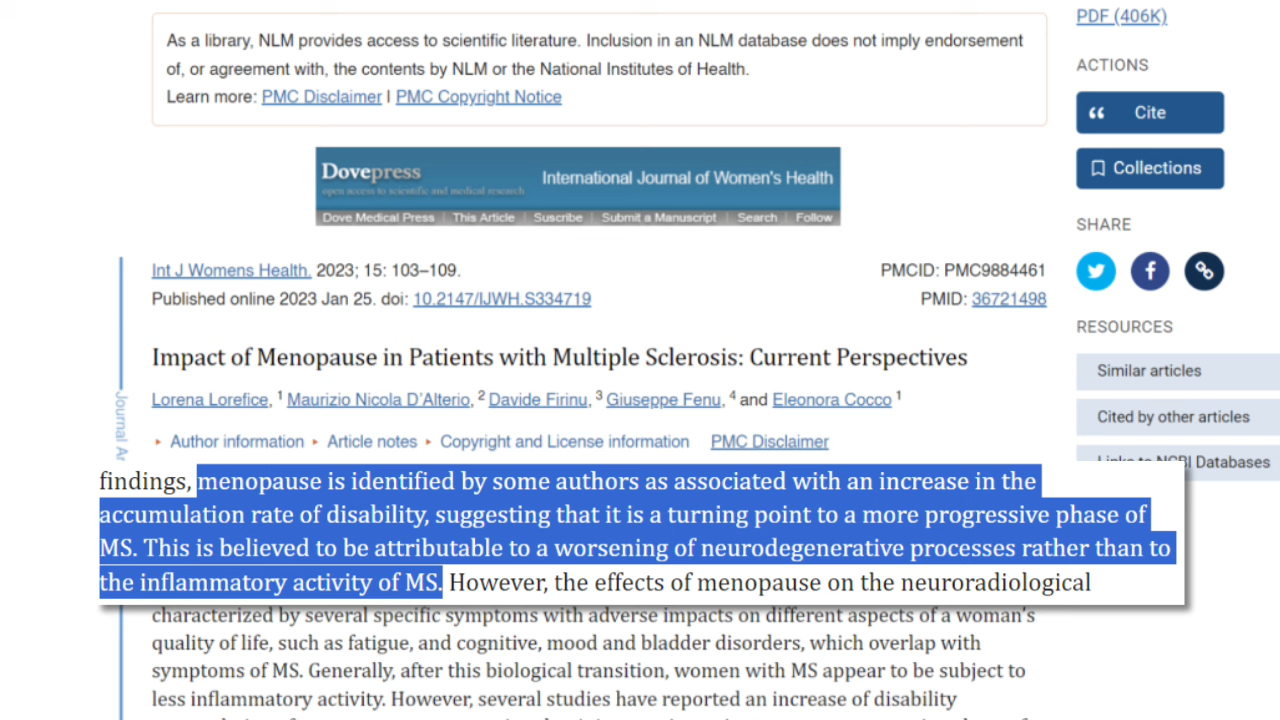 As a library, NLM provides access to scientific literature. Inclusion in an NLM database does not imply endorsement
of, or agreement with, the contents by NLM or the National Institutes of Health.
Learn more: PMC Disclaimer | PMC Copyright Notice
Dovepress
open access to scientific and medical research
International Journal of Women's Health
Dove Medical Press | This Article | Suscribe | Submit a Manuscript | Search | Follow
Int J Womens Health. 2023; 15: 103–109.
PMCID: PMC9884461
Published online 2023 Jan 25. doi: 10.2147/IJWH.S334719
PMID: 36721498
Impact of Menopause in Patients with Multiple Sclerosis: Current Perspectives
Lorena Lorefice, 1 Maurizio Nicola D'Alterio, 2 Davide Firinu, 3 Giuseppe Fenu, 4 and Eleonora Cocco 1
Author information ▸ Article notes ▸ Copyright and License information PMC Disclaimer
Journal
findings, menopause is identified by some authors as associated with an increase in the
accumulation rate of disability, suggesting that it is a turning point to a more progressive phase of
MS. This is believed to be attributable to a worsening of neurodegenerative processes rather than to
the inflammatory activity of MS. However, the effects of menopause on the neuroradiological
characterized by several specific symptoms with adverse impacts on different aspects of a woman's
quality of life, such as fatigue, and cognitive, mood and bladder disorders, which overlap with
symptoms of MS. Generally, after this biological transition, women with MS appear to be subject to
less inflammatory activity. However, several studies have reported an increase of disability
PDF (406K)
ACTIONS
Cite
Collections
SHARE
RESOURCES
Similar articles
Cited by other articles
Links to NCBI Databases